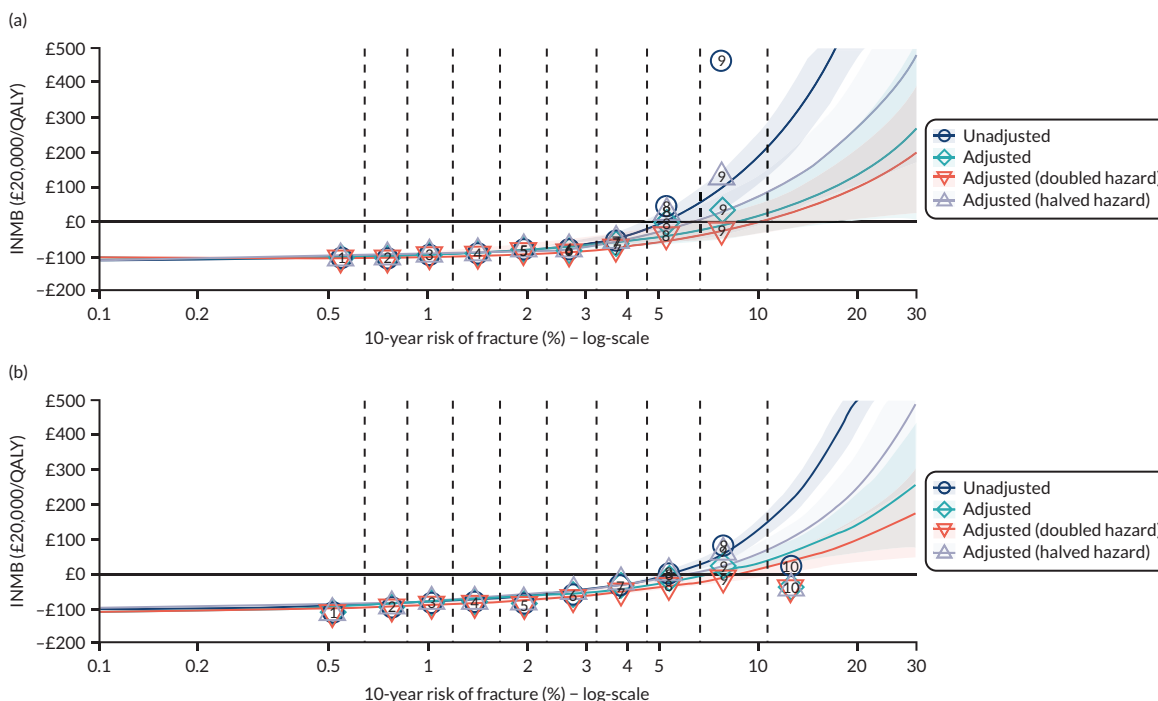 (a)
£500
£400
£300
£200
£100
£0
–£100
–£200
INMB (£20,000/QALY)
1 2 3 4 5 6 7 8 8 8 9 9 9 9
0.1 0.2 0.5 1 2 3 4 5 10 20 30
10-year risk of fracture (%) – log-scale
Unadjusted
Adjusted
Adjusted (doubled hazard)
Adjusted (halved hazard)
(b)
£500
£400
£300
£200
£100
£0
–£100
–£200
INMB (£20,000/QALY)
1 2 3 4 5 6 7 8 8 9 9 9 10 10
0.1 0.2 0.5 1 2 3 4 5 10 20 30
10-year risk of fracture (%) – log-scale
Unadjusted
Adjusted
Adjusted (doubled hazard)
Adjusted (halved hazard)